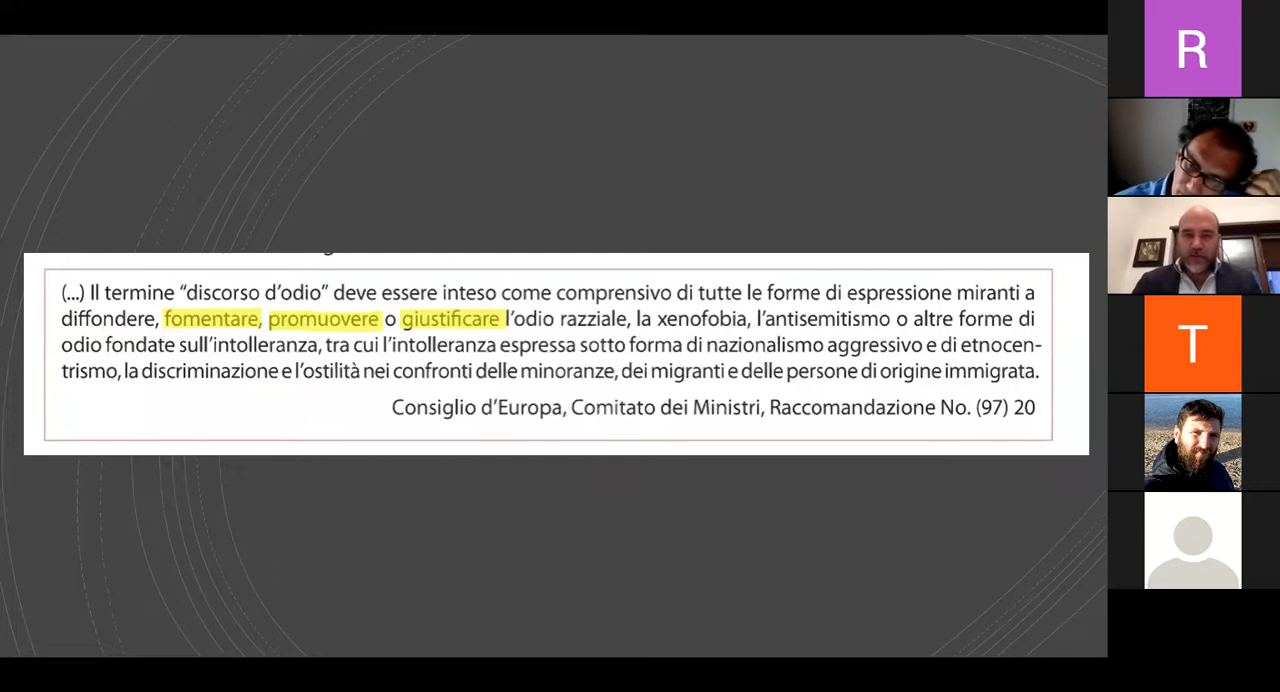 (...) Il termine “discorso d’odio” deve essere inteso come comprensivo di tutte le forme di espressione miranti a
diffondere, fomentare, promuovere o giustificare l’odio razziale, la xenofobia, l’antisemitismo o altre forme di
odio fondate sull’intolleranza, tra cui l’intolleranza espressa sotto forma di nazionalismo aggressivo e di etnocen-
trismo, la discriminazione e l’ostilità nei confronti delle minoranze, dei migranti e delle persone di origine immigrata.
Consiglio d’Europa, Comitato dei Ministri, Raccomandazione No. (97) 20
R
T